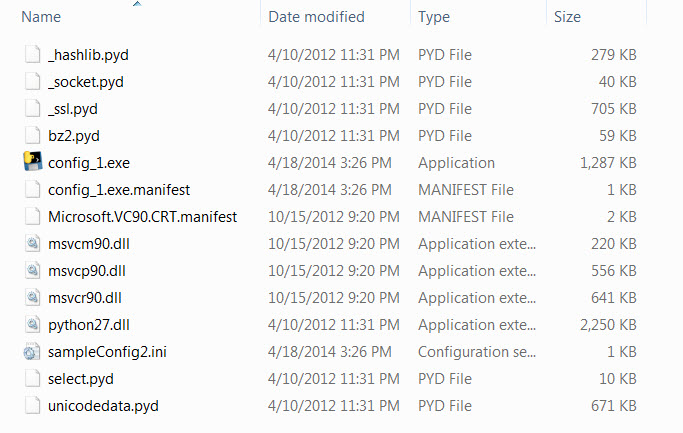 Name Date modified Type Size
_hashlib.pyd 4/10/2012 11:31 PM PYD File 279 KB
_socket.pyd 4/10/2012 11:31 PM PYD File 40 KB
_ssl.pyd 4/10/2012 11:31 PM PYD File 705 KB
bz2.pyd 4/10/2012 11:31 PM PYD File 59 KB
config_1.exe 4/18/2014 3:26 PM Application 1,287 KB
config_1.exe.manifest 4/18/2014 3:26 PM MANIFEST File 1 KB
Microsoft.VC90.CRT.manifest 10/15/2012 9:20 PM MANIFEST File 2 KB
msvcm90.dll 10/15/2012 9:20 PM Application exte... 220 KB
msvcp90.dll 10/15/2012 9:20 PM Application exte... 556 KB
msvcr90.dll 10/15/2012 9:20 PM Application exte... 641 KB
python27.dll 4/10/2012 11:31 PM Application exte... 2,250 KB
sampleConfig2.ini 4/18/2014 3:26 PM Configuration se... 1 KB
select.pyd 4/10/2012 11:31 PM PYD File 10 KB
unicodedata.pyd 4/10/2012 11:31 PM PYD File 671 KB